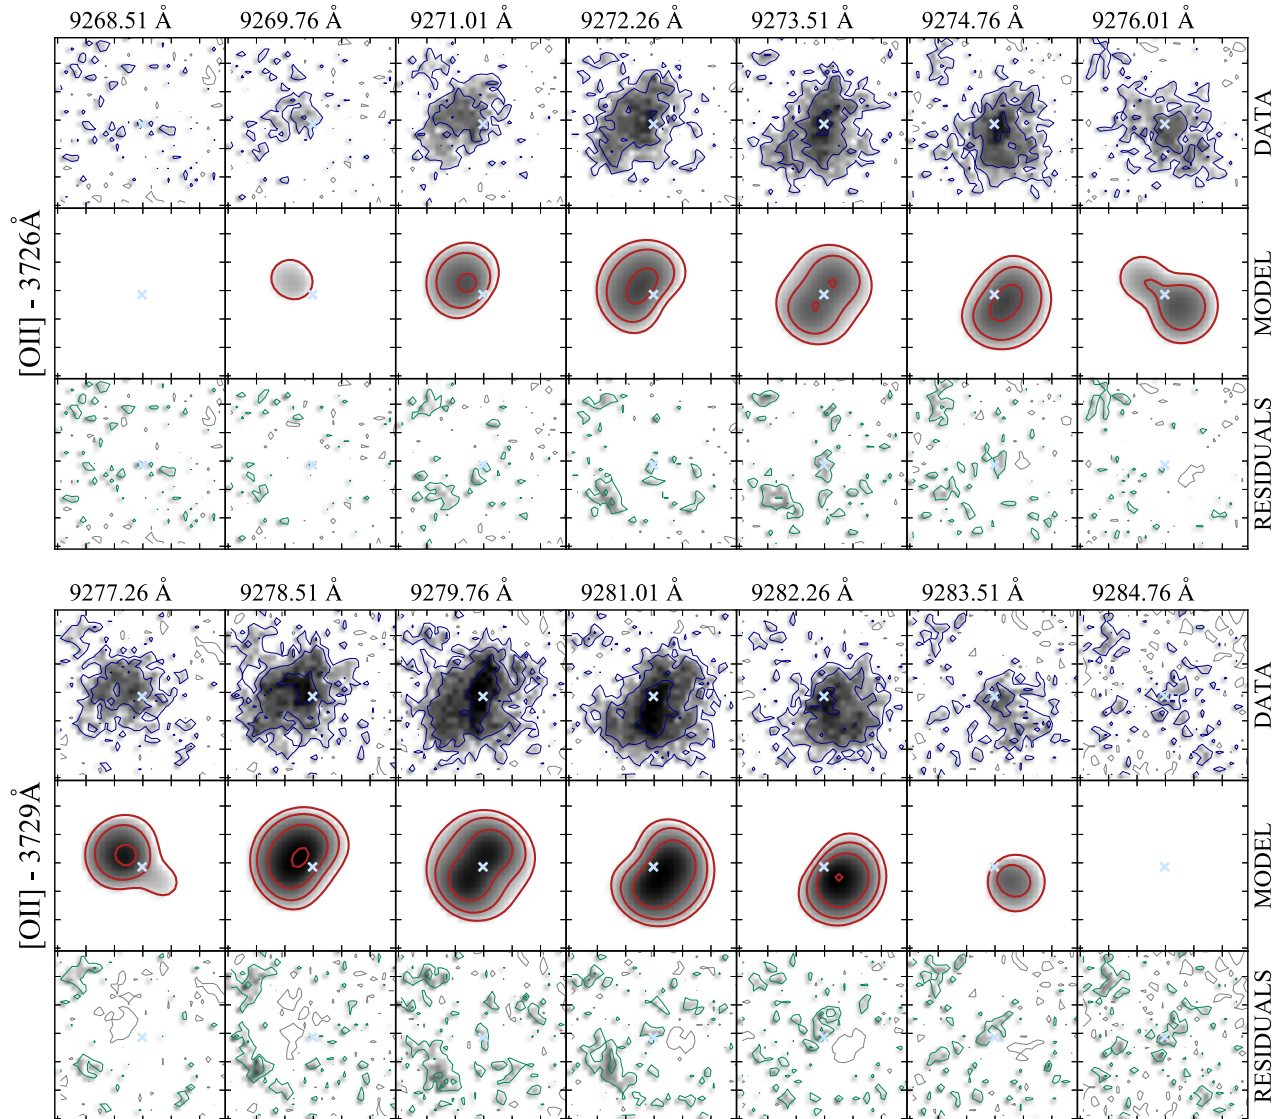 9268.51 Å 9269.76 Å 9271.01 Å 9272.26 Å 9273.51 Å 9274.76 Å 9276.01 Å
DATA
[OII] - 3726Å
MODEL
RESIDUALS
9277.26 Å 9278.51 Å 9279.76 Å 9281.01 Å 9282.26 Å 9283.51 Å 9284.76 Å
DATA
[OII] - 3729Å
MODEL
RESIDUALS